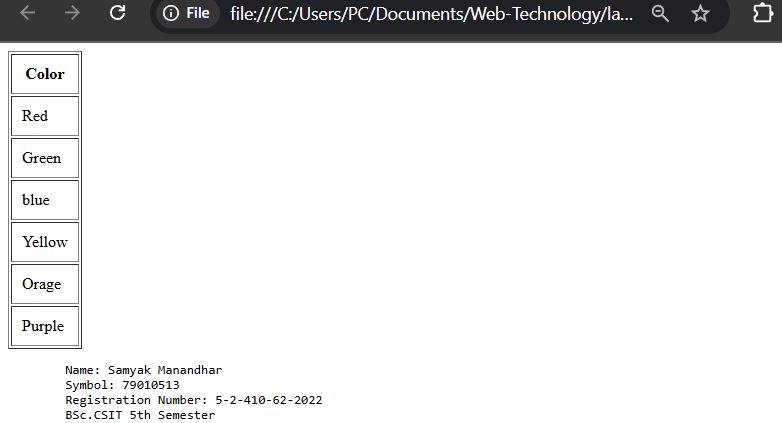 File file:///C:/Users/PC/Documents/Web-Technology/la...
Color
Red
Green
blue
Yellow
Orage
Purple
Name: Samyak Manandhar
Symbol: 79010513
Registration Number: 5-2-410-62-2022
BSc.CSIT 5th Semester